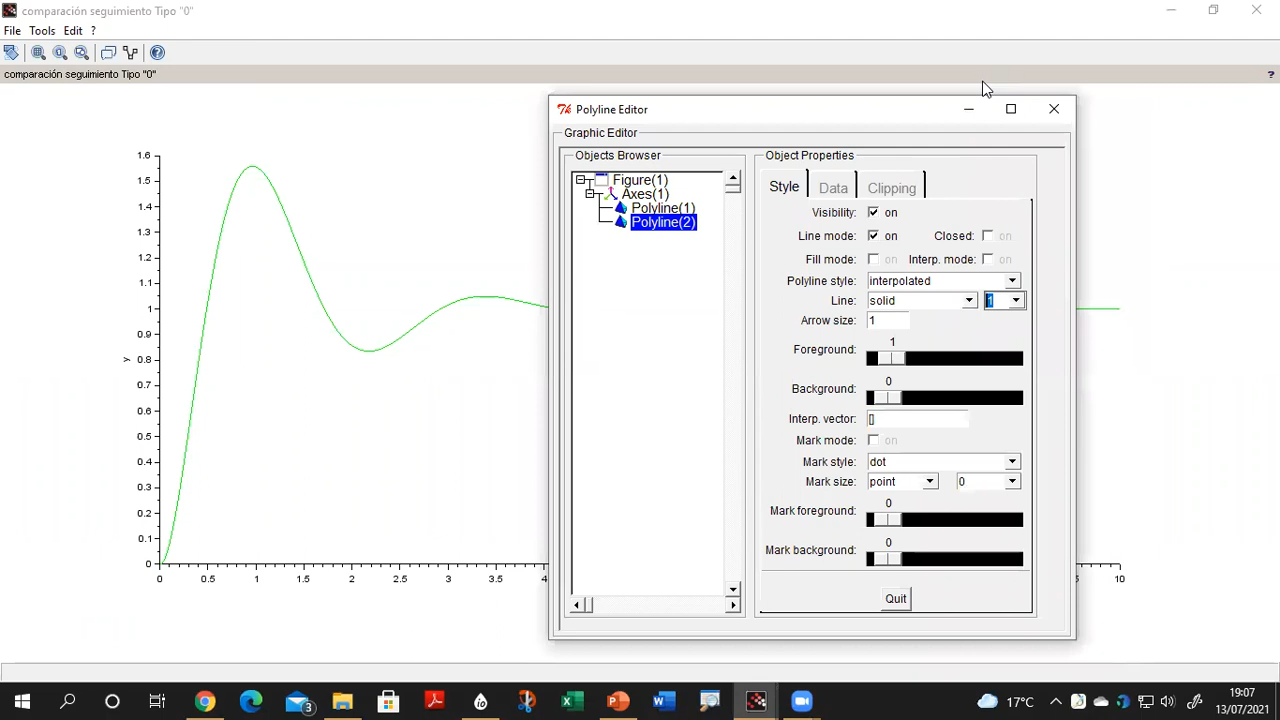 comparación seguimiento Tipo "0"
File Tools Edit ?
comparación seguimiento Tipo "0" ?
Polyline Editor
Graphic Editor
Objects Browser
Figure(1)
Axes(1)
Polyline(1)
Polyline(2)
Object Properties
Style Data Clipping
Visibility: on
Line mode: on Closed: on
Fill mode: on Interp. mode: on
Polyline style: interpolated
Line: solid 1
Arrow size: 1
1
Foreground:
0
Background:
Interp. vector: []
Mark mode: on
Mark style: dot
Mark size: point 0
0
Mark foreground:
0
Mark background:
Quit
1.6
1.5
1.4
1.3
1.2
1.1
1
0.9
y
0.8
0.7
0.6
0.5
0.4
0.3
0.2
0.1
0
0 0.5 1 1.5 2 2.5 3 3.5 4 10
3
17°C
19:07
13/07/2021